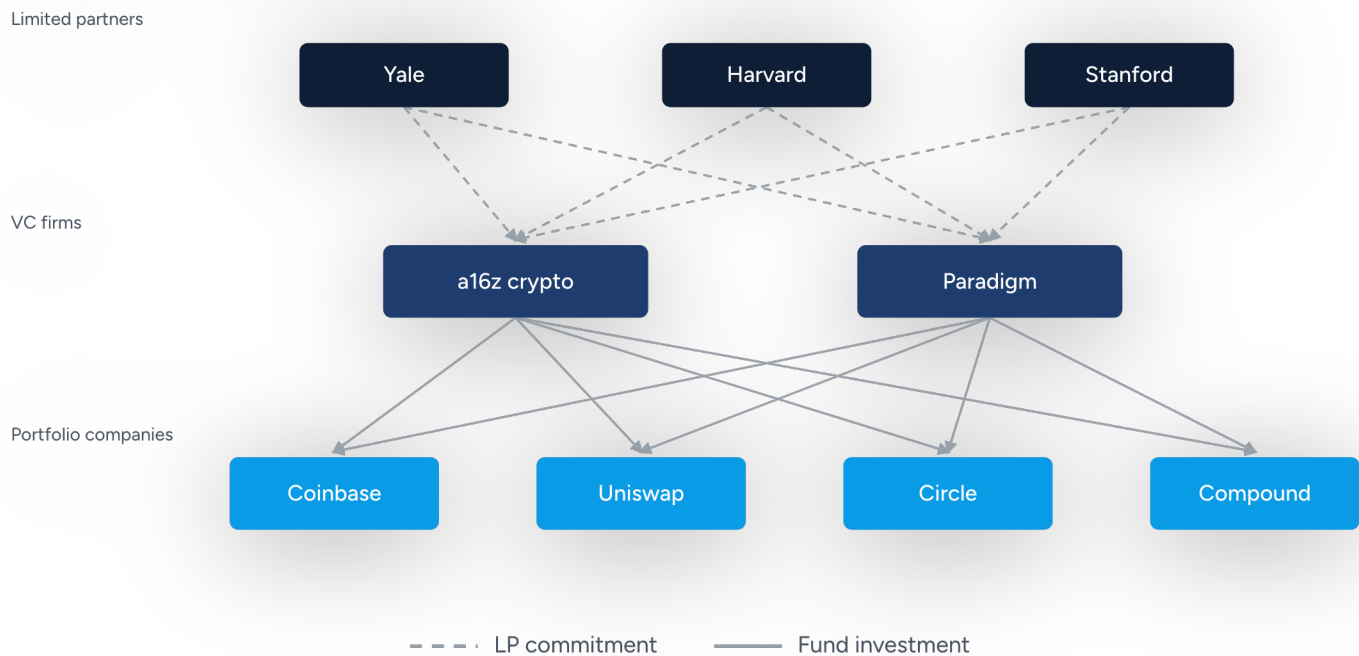 Limited partners
Yale
Harvard
Stanford
VC firms
a16z crypto
Paradigm
Portfolio companies
Coinbase
Uniswap
Circle
Compound
LP commitment
Fund investment